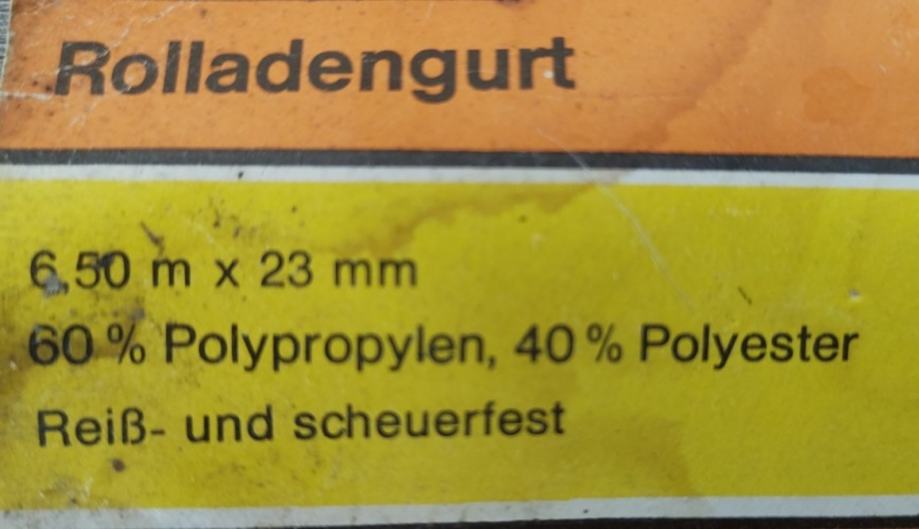 Rolladengurt
6,50 m x 23 mm
60 % Polypropylen, 40 % Polyester
Reiß- und scheuerfest